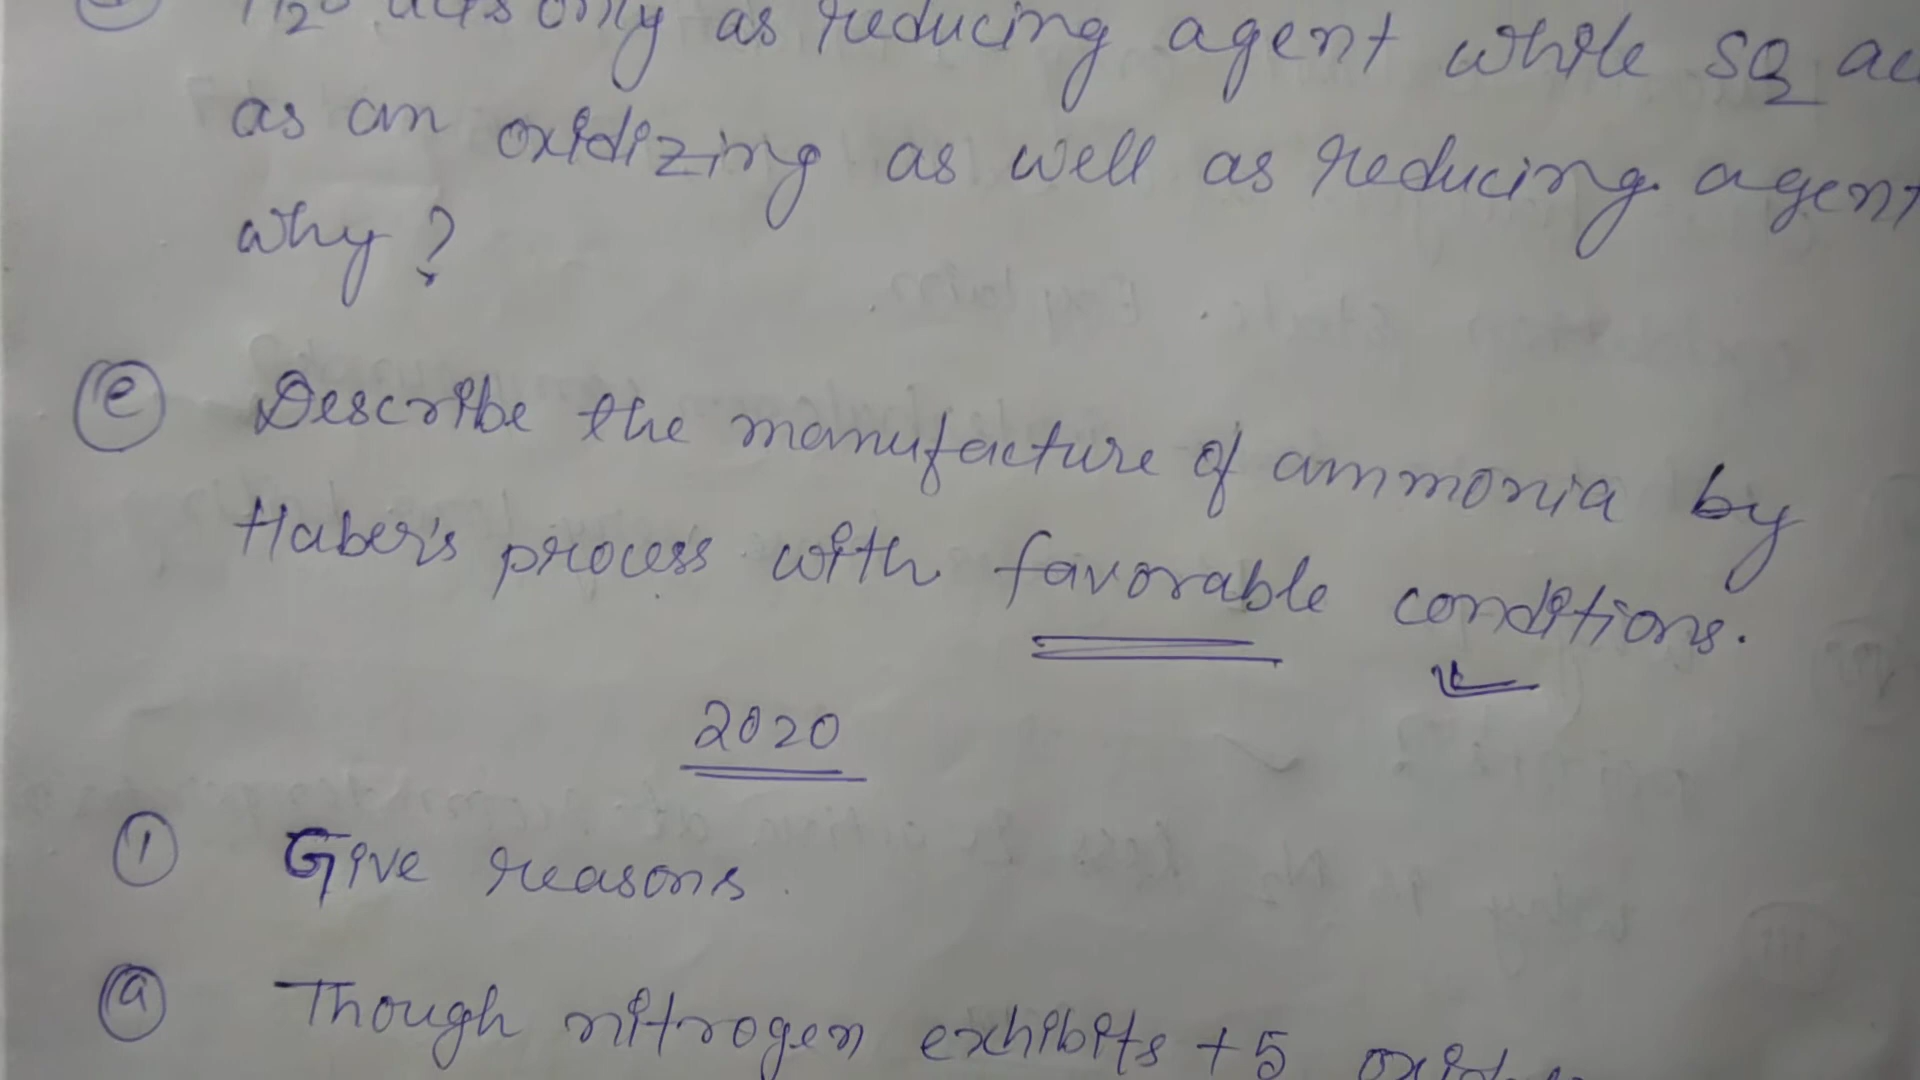 only as reducing agent while SO2
as an oxidizing as well as reducing agent
why?
e Describe the manufacture of ammonia by
Haber's process with favorable conditions.
2020
1 Give reasons.
a Though nitrogen exhibits +5